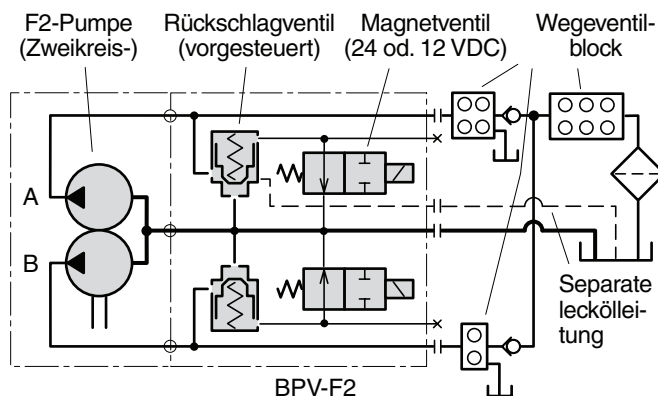 F2-Pumpe
(Zweikreis-)
Rückschlagventil
(vorgesteuert)
Magnetventil
(24 od. 12 VDC)
Wegeventil-
block
A
B
Separate
lecköllei-
tung
BPV-F2